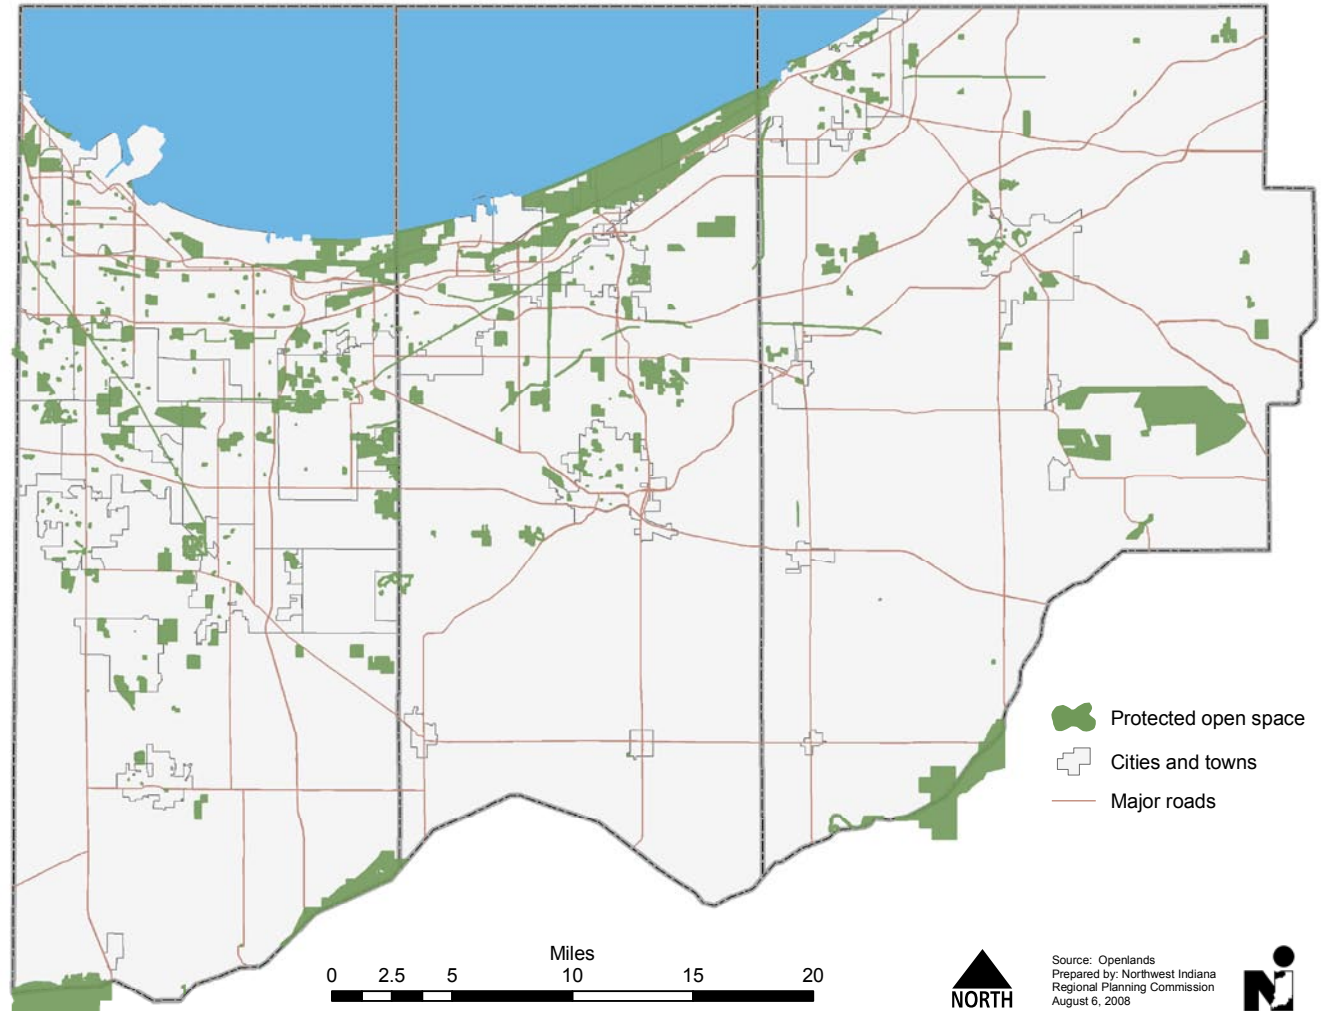 Protected open space
Cities and towns
Major roads
Miles
0 2.5 5 10 15 20
NORTH
Source: Openlands
Prepared by: Northwest Indiana
Regional Planning Commission
August 6, 2008